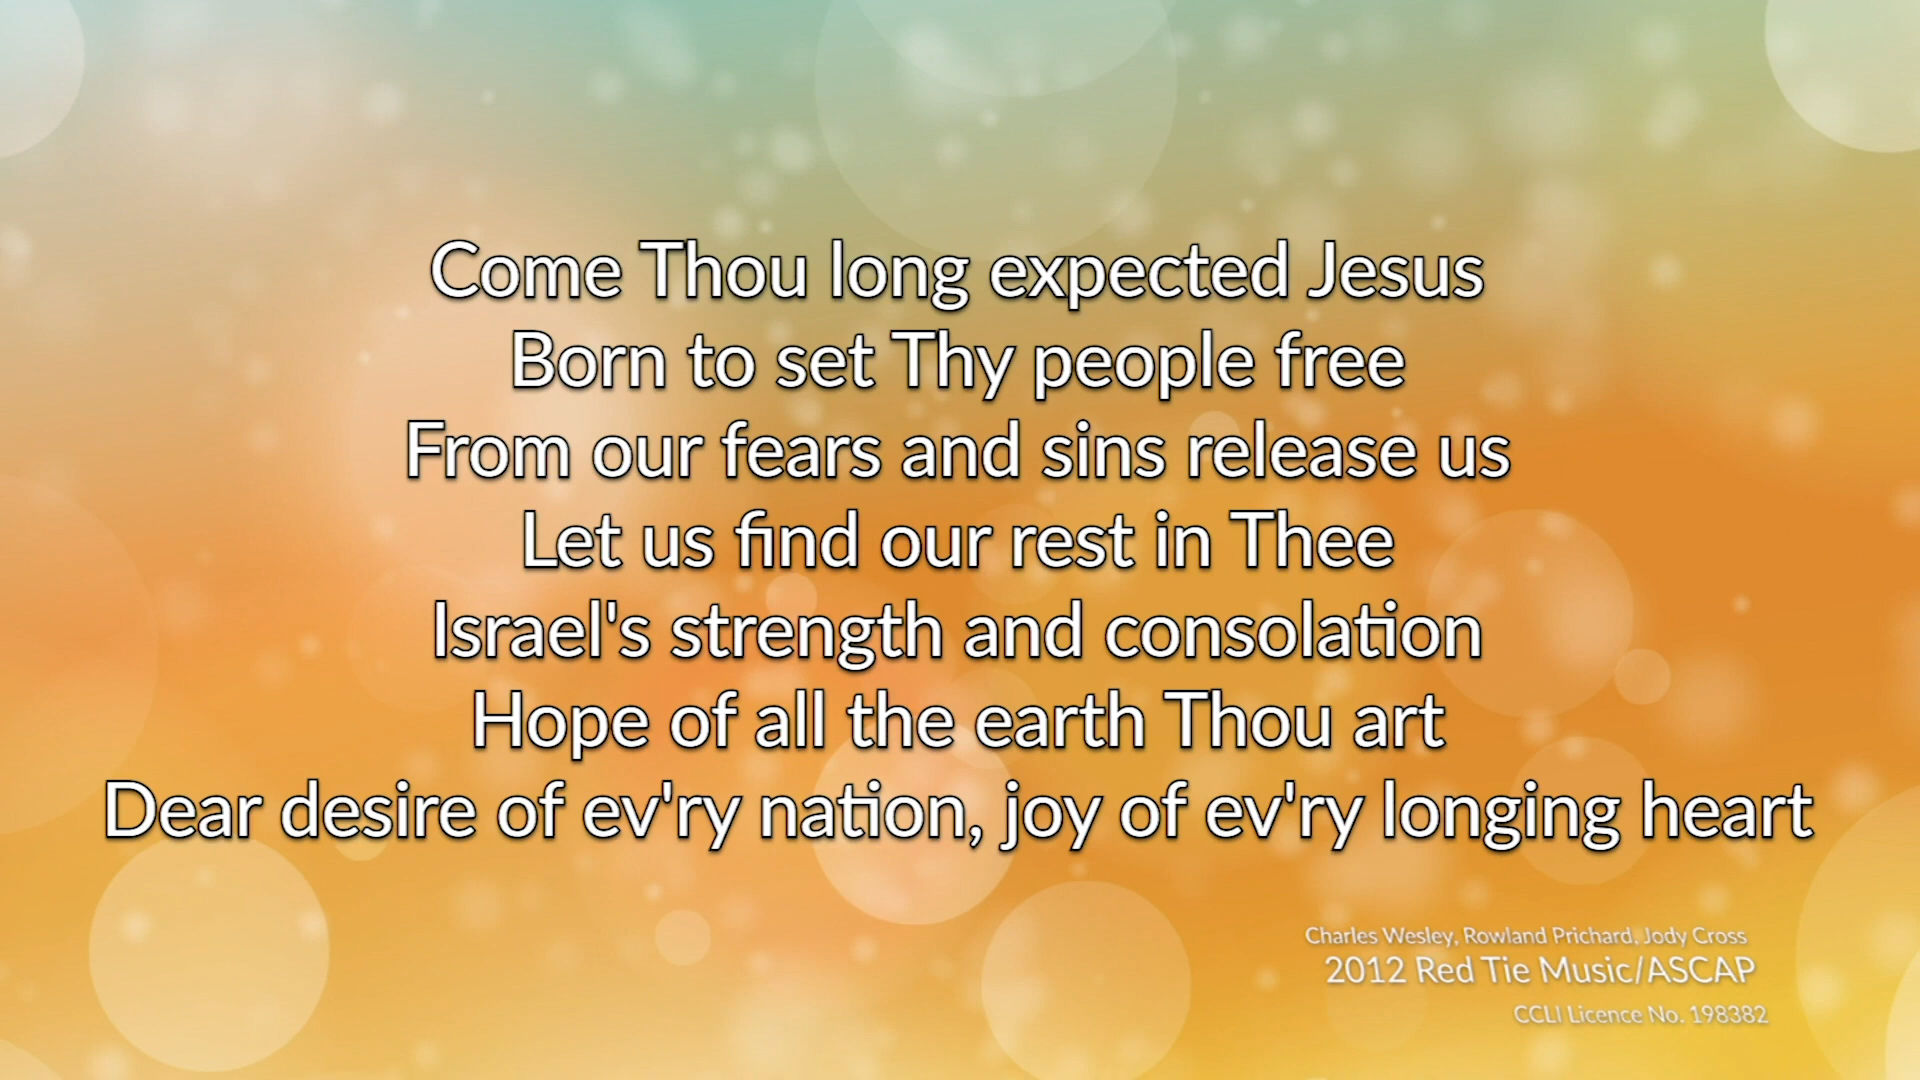 Come Thou long expected Jesus
Born to set Thy people free
From our fears and sins release us
Let us find our rest in Thee
Israel's strength and consolation
Hope of all the earth Thou art
Dear desire of ev'ry nation, joy of ev'ry longing heart
Charles Wesley, Rowland Prichard, Jody Cross
2012 Red Tie Music/ASCAP
CCLI Licence No. 198382